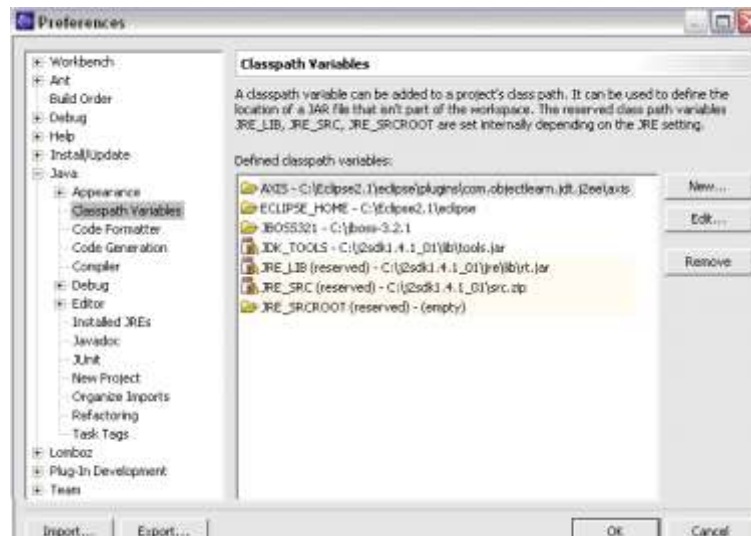 Preferences
Workbench
Ant
Build Order
Debug
Help
Install/Update
Java
Appearance
Classpath Variables
Code Formatter
Code Generation
Compiler
Debug
Editor
Installed JREs
Javadoc
JUnit
New Project
Organize Imports
Refactoring
Task Tags
Lomboz
Plug-In Development
Team
Classpath Variables
A classpath variable can be added to a project's class path. It can be used to define the
location of a JAR file that isn't part of the workspace. The reserved class path variables
JRE_LIB, JRE_SRC, JRE_SRCROOT are set internally depending on the JRE
setting.
Defined classpath variables:
AXIS - C:\Eclipse2.1\eclipse\plugins\com.objectlearn.jdt.j2ee\axis
ECLIPSE_HOME - C:\Eclipse2.1\eclipse
JBOSS321 - C:\jboss-3.2.1
JDK_TOOLS - C:\j2sdk1.4.1_01\lib\tools.jar
JRE_LIB (reserved) - C:\j2sdk1.4.1_01\jre\lib\rt.jar
JRE_SRC (reserved) - C:\j2sdk1.4.1_01\src.zip
JRE_SRCROOT (reserved) - (empty)
New...
Edit...
Remove
Import...
Export...
OK
Cancel